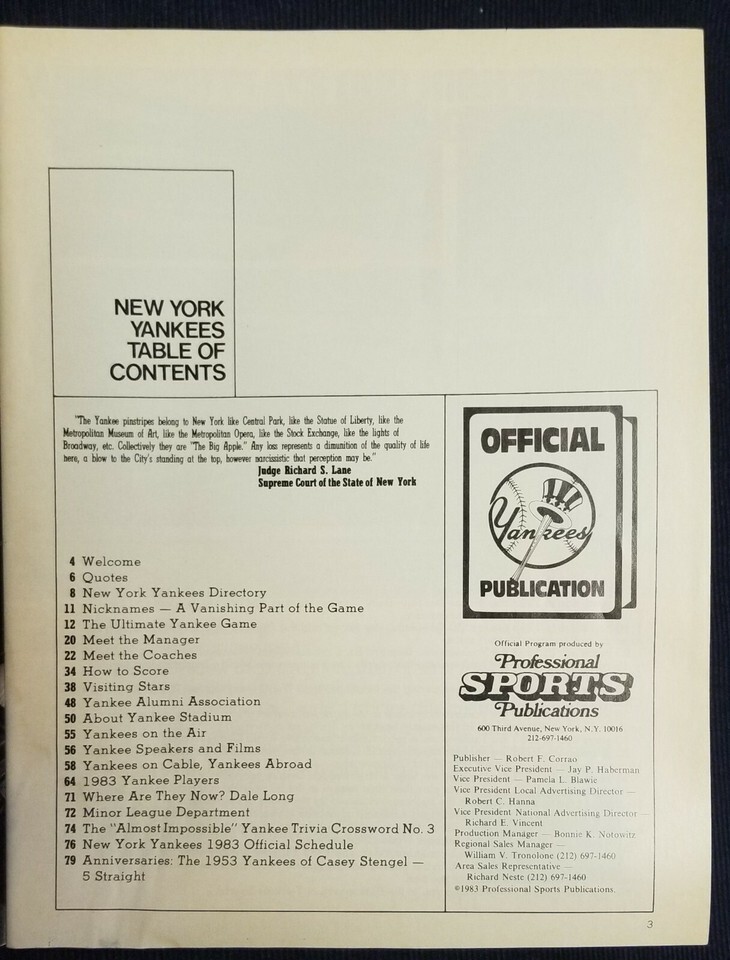 NEW YORK
YANKEES
TABLE OF
CONTENTS
"The Yankee pinstripes belong to New York like Central Park, like the Statue of Liberty, like the
Metropolitan Museum of Art, like the Metropolitan Opera, like the Stock Exchange, like the lights of
Broadway, etc. Collectively they are "The Big Apple." Any loss represents a dimunition of the quality of life
here, a blow to the City's standing at the top, however narcissistic that perception may be."
Judge Richard S. Lane
Supreme Court of the State of New York
4 Welcome
6 Quotes
8 New York Yankees Directory
11 Nicknames — A Vanishing Part of the Game
12 The Ultimate Yankee Game
20 Meet the Manager
22 Meet the Coaches
34 How to Score
38 Visiting Stars
48 Yankee Alumni Association
50 About Yankee Stadium
55 Yankees on the Air
56 Yankee Speakers and Films
58 Yankees on Cable, Yankees Abroad
64 1983 Yankee Players
71 Where Are They Now? Dale Long
72 Minor League Department
74 The "Almost Impossible" Yankee Trivia Crossword No. 3
76 New York Yankees 1983 Official Schedule
79 Anniversaries: The 1953 Yankees of Casey Stengel —
5 Straight
OFFICIAL
Yankees
PUBLICATION
Official Program produced by
Professional
SPORTS
Publications
600 Third Avenue, New York, N.Y. 10016
212-697-1460
Publisher — Robert F. Corrao
Executive Vice President — Jay P. Haberman
Vice President — Pamela L. Blawie
Vice President Local Advertising Director —
Robert C. Hanna
Vice President National Advertising Director —
Richard E. Vincent
Production Manager — Bonnie K. Notowitz
Regional Sales Manager —
William V. Tronolone (212) 697-1460
Area Sales Representative —
Richard Neste (212) 697-1460
©1983 Professional Sports Publications.
3